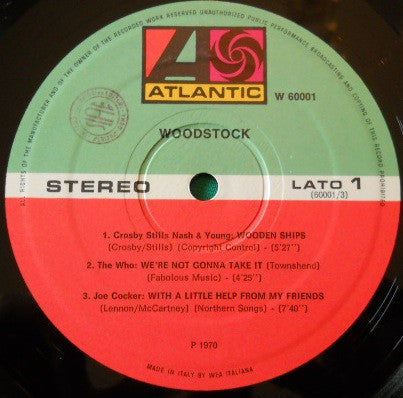 ALL RIGHTS OF THE MANUFACTURER AND OF THE OWNER OF THE RECORDED WORK RESERVED UNAUTHORIZED PUBLIC PERFORMANCE BROADCASTING AND COPYING OF THIS RECORD PROHIBITED
ATLANTIC
W 60001
WOODSTOCK
STEREO
LATO 1
(60001/3)
1. Crosby Stills Nash & Young: WOODEN SHIPS
(Crosby/Stills) (Copyright Control) - (5'27")
2. The Who: WE'RE NOT GONNA TAKE IT (Townshend)
(Fabolous Music) - (4'25")
3. Joe Cocker: WITH A LITTLE HELP FROM MY FRIENDS
(Lennon/McCartney) (Northern Songs) - (7'40")
P 1970
MADE IN ITALY BY WEA ITALIANA